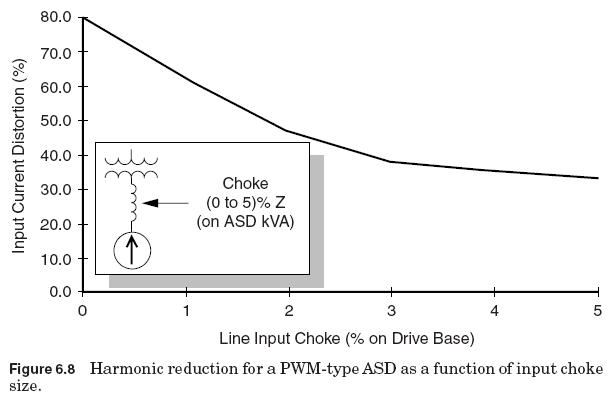 80.0
70.0
60.0
50.0
40.0
30.0
20.0
10.0
0.0
Input Current Distortion (%)
Choke
(0 to 5)% Z
(on ASD kVA)
0 1 2 3 4 5
Line Input Choke (% on Drive Base)
Figure 6.8 Harmonic reduction for a PWM-type ASD as a function of input choke
size.